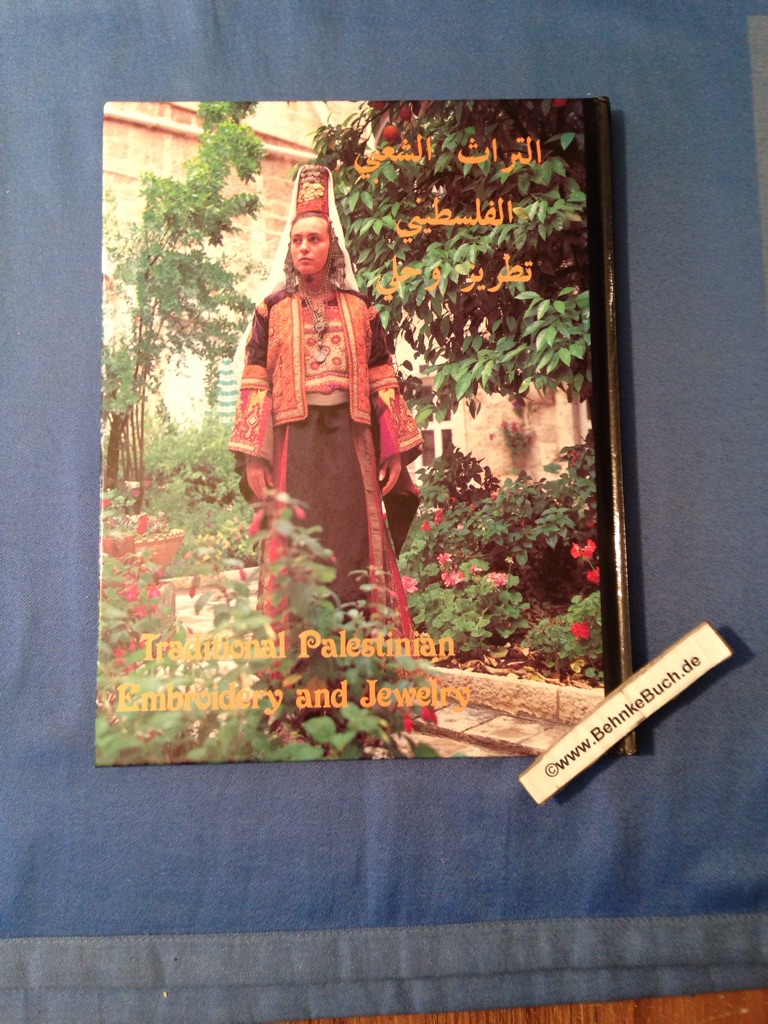 التراث الشعبي
الفلسطيني
تطريز وحلي
Traditional Palestinian
Embroidery and Jewelry
©www.BehnkeBuch.de